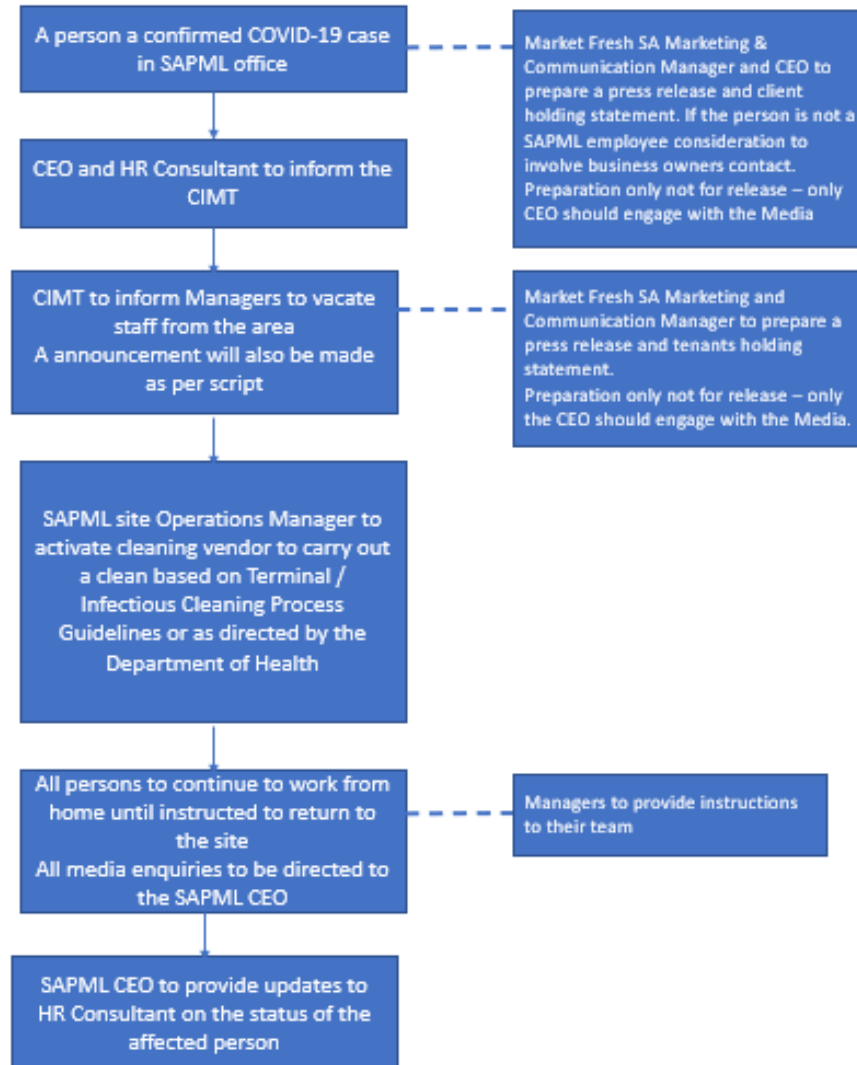 A person a confirmed COVID-19 case
in SAPML office
Market Fresh SA Marketing &
Communication Manager and CEO to
prepare a press release and client
holding statement. If the person is not a
SAPML employee consideration to
involve business owners contact.
Preparation only not for release – only
CEO should engage with the Media
CEO and HR Consultant to inform the
CIMT
CIMT to inform Managers to vacate
staff from the area
A announcement will also be made
as per script
Market Fresh SA Marketing and
Communication Manager to prepare a
press release and tenants holding
statement.
Preparation only not for release – only
the CEO should engage with the Media.
SAPML site Operations Manager to
activate cleaning vendor to carry out
a clean based on Terminal /
Infectious Cleaning Process
Guidelines or as directed by the
Department of Health
All persons to continue to work from
home until instructed to return to
the site
All media enquiries to be directed to
the SAPML CEO
Managers to provide instructions
to their team
SAPML CEO to provide updates to
HR Consultant on the status of the
affected person